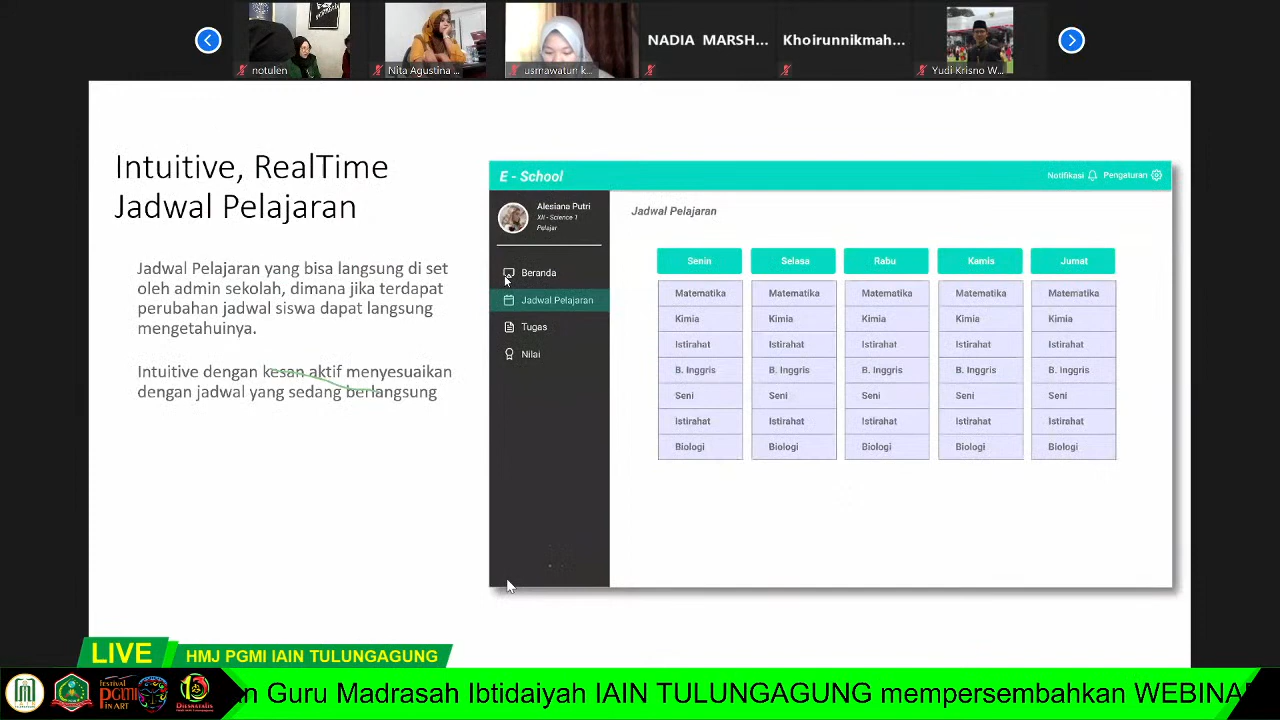 NADIA MARSH...
Khoirunnikmah...
notulen
Nita Agustina ...
usmawatun k...
Yudi Krisno W...
Intuitive, RealTime
Jadwal Pelajaran
Jadwal Pelajaran yang bisa langsung di set
oleh admin sekolah, dimana jika terdapat
perubahan jadwal siswa dapat langsung
mengetahuinya.
Intuitive dengan kesan aktif menyesuaikan
dengan jadwal yang sedang berlangsung
E - School
Notifikasi
Pengaturan
Alesiana Putri
XII - Science 1
Pelajar
Beranda
Jadwal Pelajaran
Tugas
Nilai
Jadwal Pelajaran
Senin Selasa Rabu Kamis Jumat
Matematika Matematika Matematika Matematika Matematika
Kimia Kimia Kimia Kimia Kimia
Istirahat Istirahat Istirahat Istirahat Istirahat
B. Inggris B. Inggris B. Inggris B. Inggris B. Inggris
Seni Seni Seni Seni Seni
Istirahat Istirahat Istirahat Istirahat Istirahat
Biologi Biologi Biologi Biologi Biologi
LIVE
HMJ PGMI IAIN TULUNGAGUNG
FESTIVAL
PGMI
IN ART
DIESNATALIS
n Guru Madrasah Ibtidaiyah IAIN TULUNGAGUNG mempersembahkan WEBINA